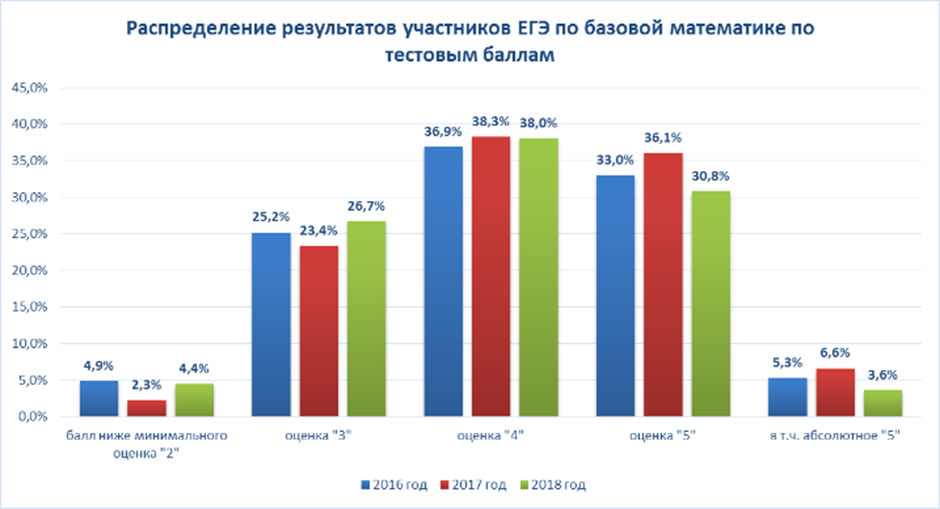 Распределение результатов участников ЕГЭ по базовой математике по
тестовым баллам
45,0%
40,0%
35,0%
30,0%
25,0%
20,0%
15,0%
10,0%
5,0%
0,0%
4,9%
2,3%
4,4%
25,2%
23,4%
26,7%
36,9%
38,3%
38,0%
33,0%
36,1%
30,8%
5,3%
6,6%
3,6%
балл ниже минимального
оценка "2"
оценка "3"
оценка "4"
оценка "5"
в т.ч. абсолютное "5"
2016 год
2017 год
2018 год